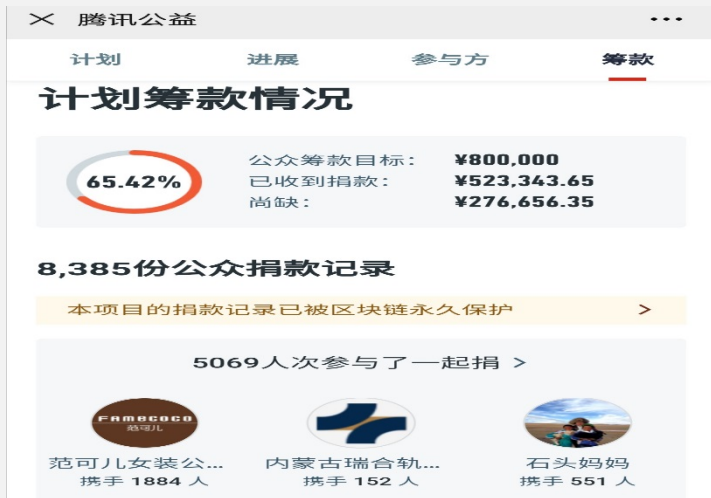 腾讯公益
计划 进展 参与方 筹款
计划筹款情况
65.42%
公众筹款目标: ¥800,000
已收到捐款: ¥523,343.65
尚缺: ¥276,656.35
8,385份公众捐款记录
本项目的捐款记录已被区块链永久保护 >
5069人次参与了一起捐 >
FAMECOCO
范可儿
范可儿女装公... 内蒙古瑞合轨... 石头妈妈
携手 1884 人 携手 152 人 携手 551 人